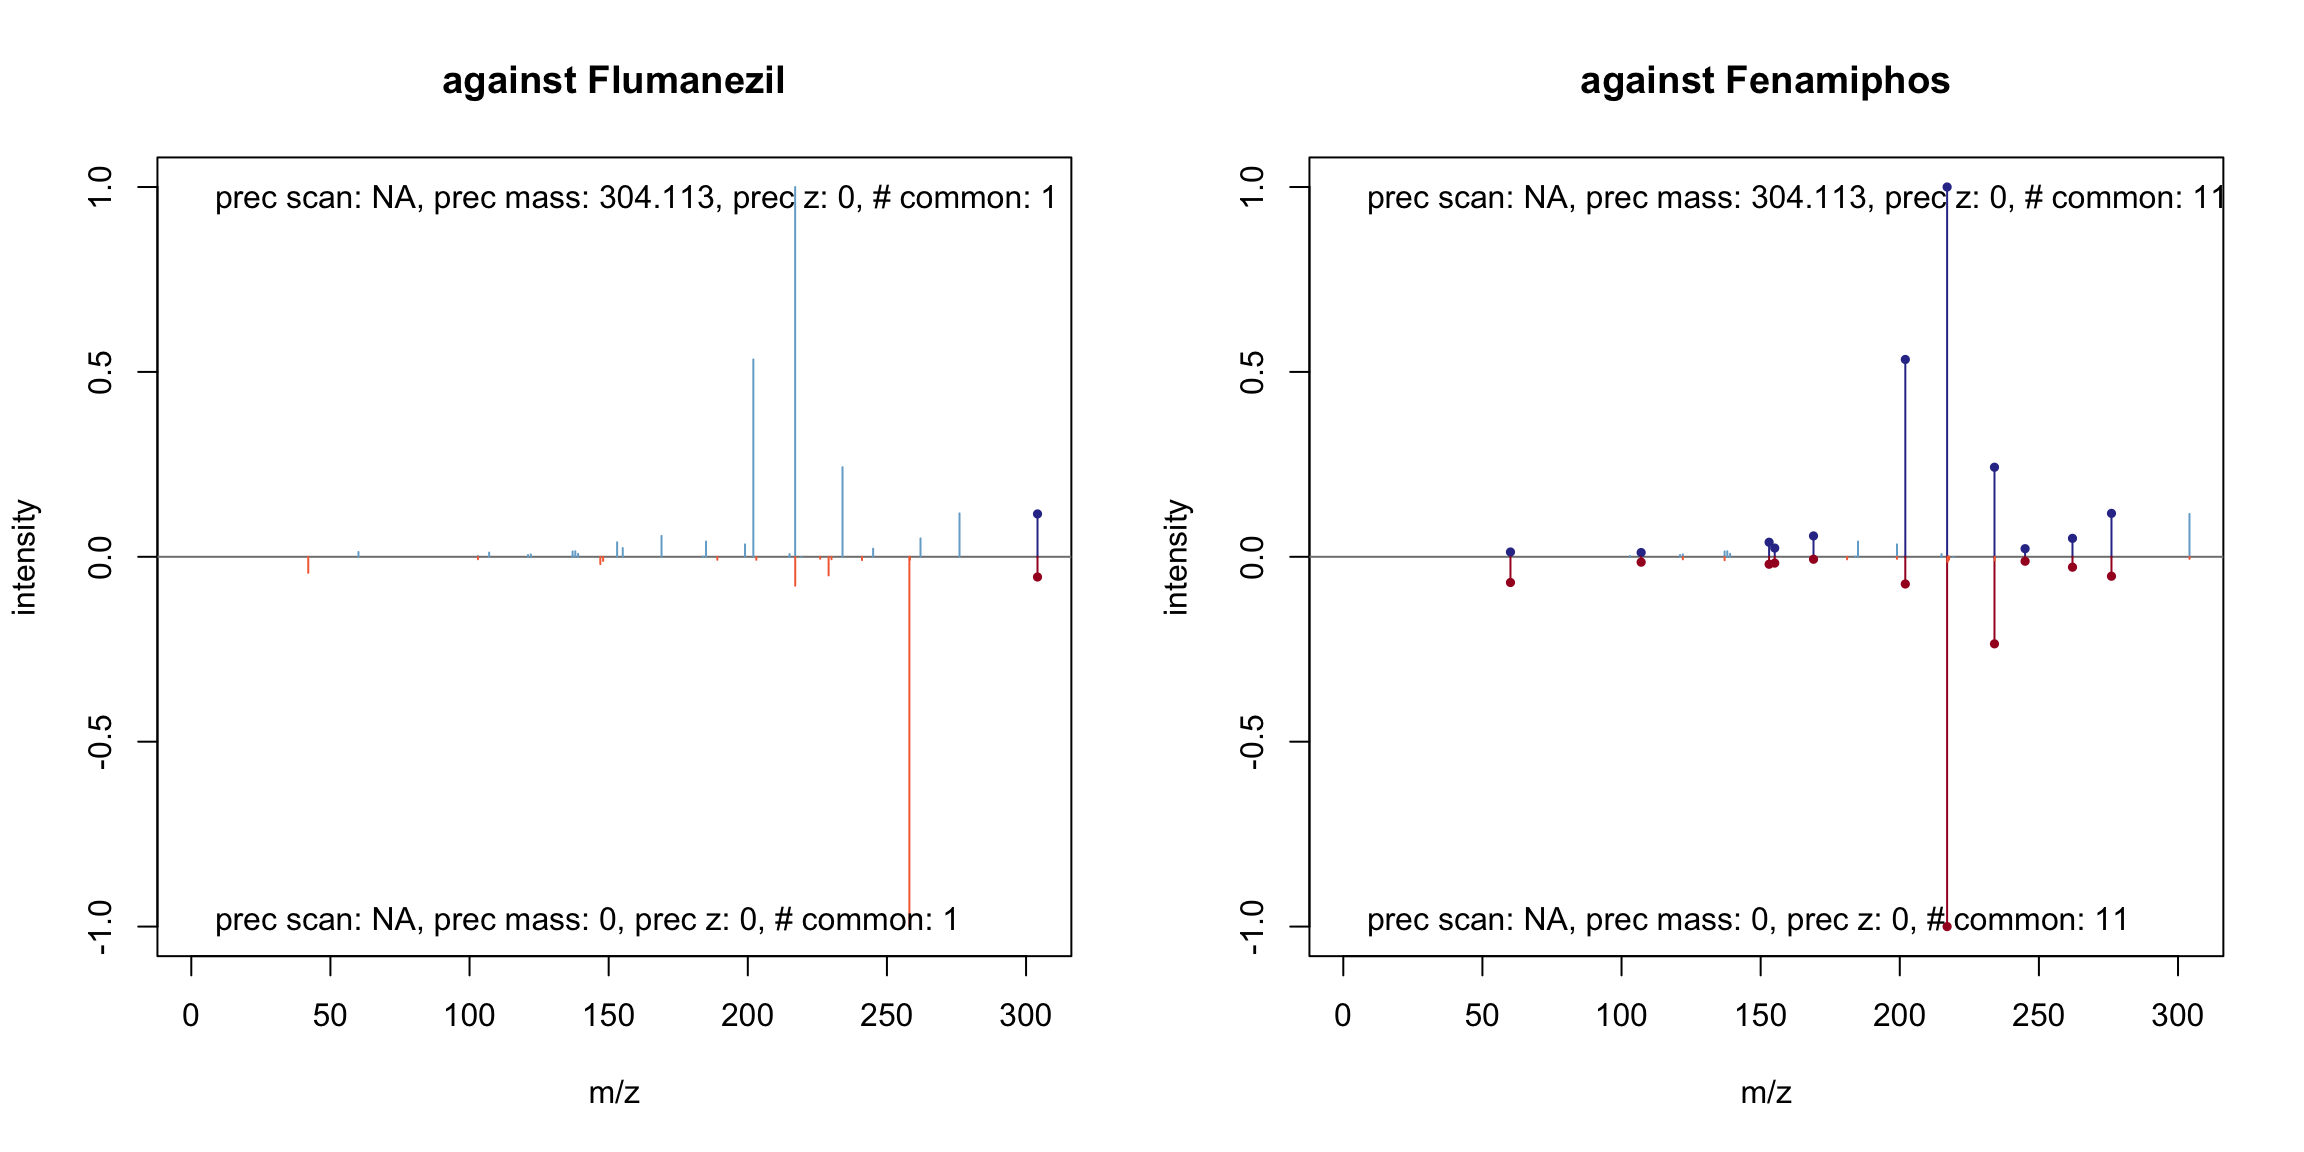 against Flumanezil
prec scan: NA, prec mass: 304.113, prec z: 0, # common: 1
1.0
0.5
0.0
-0.5
-1.0
intensity
prec scan: NA, prec mass: 0, prec z: 0, # common: 1
0 50 100 150 200 250 300
m/z
against Fenamiphos
prec scan: NA, prec mass: 304.113, prec z: 0, # common: 11
1.0
0.5
0.0
-0.5
-1.0
intensity
prec scan: NA, prec mass: 0, prec z: 0, # common: 11
0 50 100 150 200 250 300
m/z